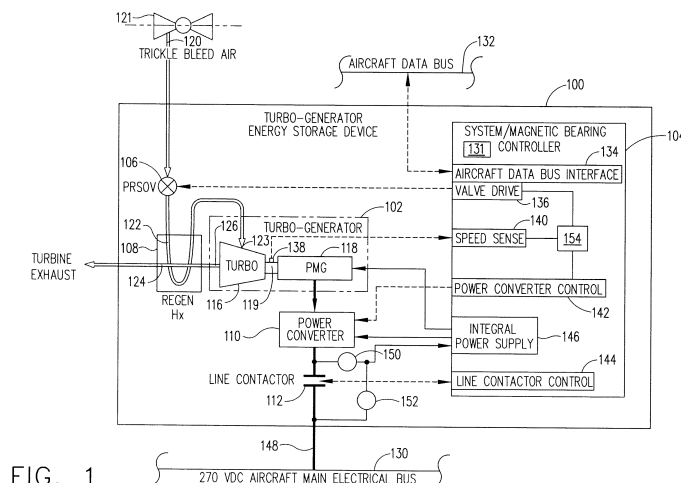 121
120
TRICKLE BLEED AIR
AIRCRAFT DATA BUS
132
100
TURBO-GENERATOR
ENERGY STORAGE DEVICE
SYSTEM/MAGNETIC BEARING
CONTROLLER
131
104
134
AIRCRAFT DATA BUS INTERFACE
VALVE DRIVE
136
106
PRSOV
102
TURBO-GENERATOR
122
126
123
138
118
108
140
SPEED SENSE
154
TURBINE
EXHAUST
TURBO
PMG
124
116
119
REGEN
Hx
POWER CONVERTER CONTROL
142
110
POWER
CONVERTER
INTEGRAL
POWER SUPPLY
146
150
144
LINE CONTACTOR
112
LINE CONTACTOR CONTROL
152
148
130
FIG. 1
270 VDC AIRCRAFT MAIN ELECTRICAL BUS